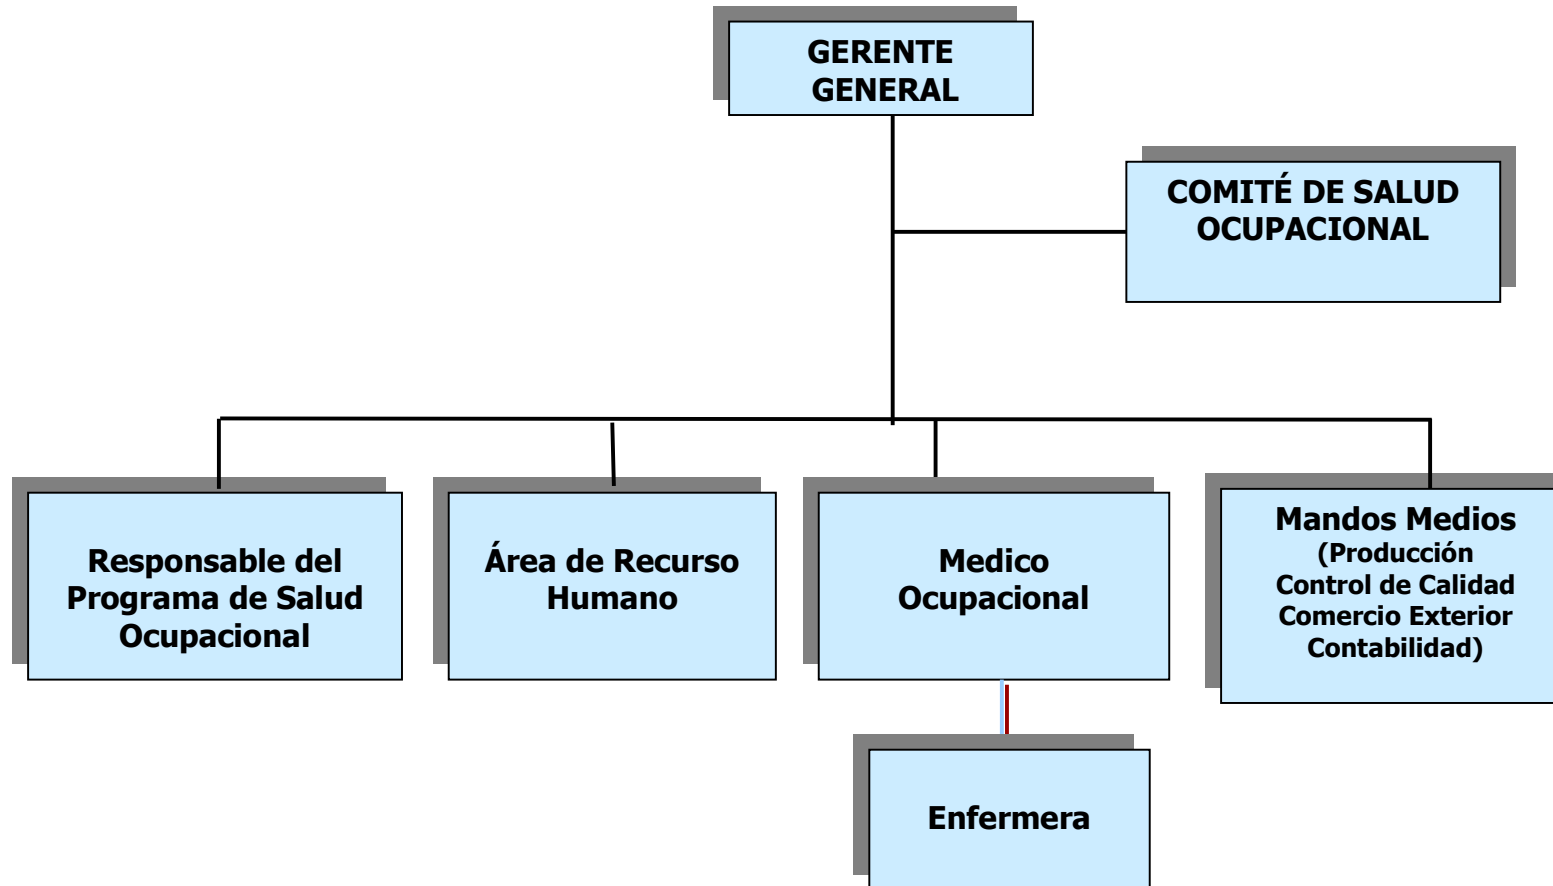 GERENTE
GENERAL
COMITÉ DE SALUD
OCUPACIONAL
Responsable del
Programa de Salud
Ocupacional
Área de Recurso
Humano
Medico
Ocupacional
Mandos Medios
(Producción
Control de Calidad
Comercio Exterior
Contabilidad)
Enfermera